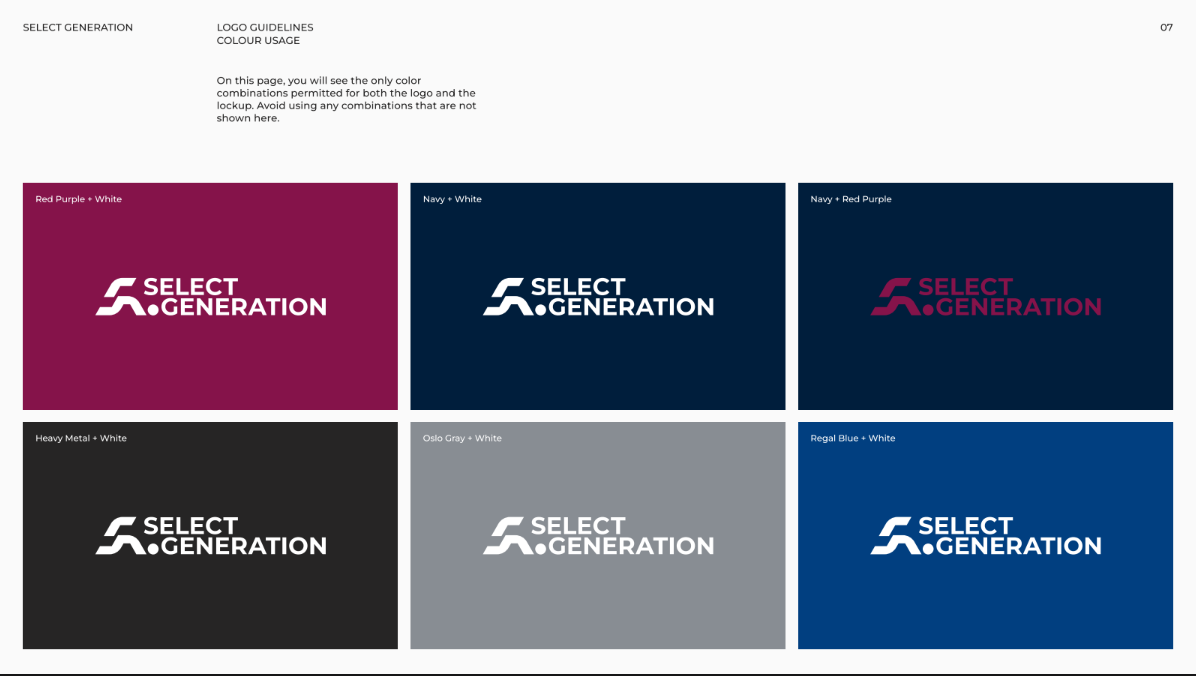 SELECT GENERATION
LOGO GUIDELINES
COLOUR USAGE
07
On this page, you will see the only color
combinations permitted for both the logo and the
lockup. Avoid using any combinations that are not
shown here.
Red Purple + White
SELECT
.GENERATION
Navy + White
SELECT
.GENERATION
Navy + Red Purple
SELECT
.GENERATION
Heavy Metal + White
SELECT
.GENERATION
Oslo Gray + White
SELECT
.GENERATION
Regal Blue + White
SELECT
.GENERATION